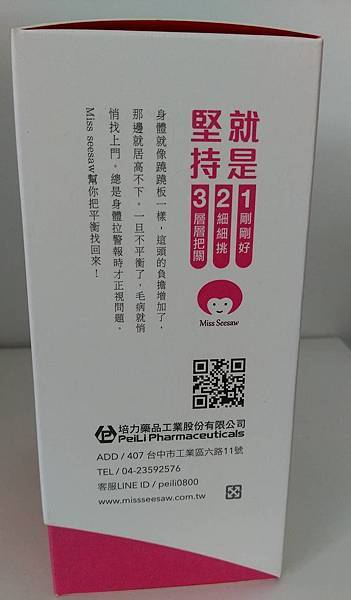 就是
堅持
1 剛剛好
2 細細挑
3 層層把關
Miss Seesaw
身體就像蹺蹺板一樣，這頭的負擔增加了，
那邊就居高不下。一旦不平衡了，毛病就悄
悄找上門。總是身體拉警報時才正視問題。
Miss seesaw幫你把平衡找回來！
培力藥品工業股份有限公司
PeiLi Pharmaceuticals
ADD / 407 台中市工業區六路11號
TEL / 04-23592576
客服LINE ID / peili0800
www.missseesaw.com.tw